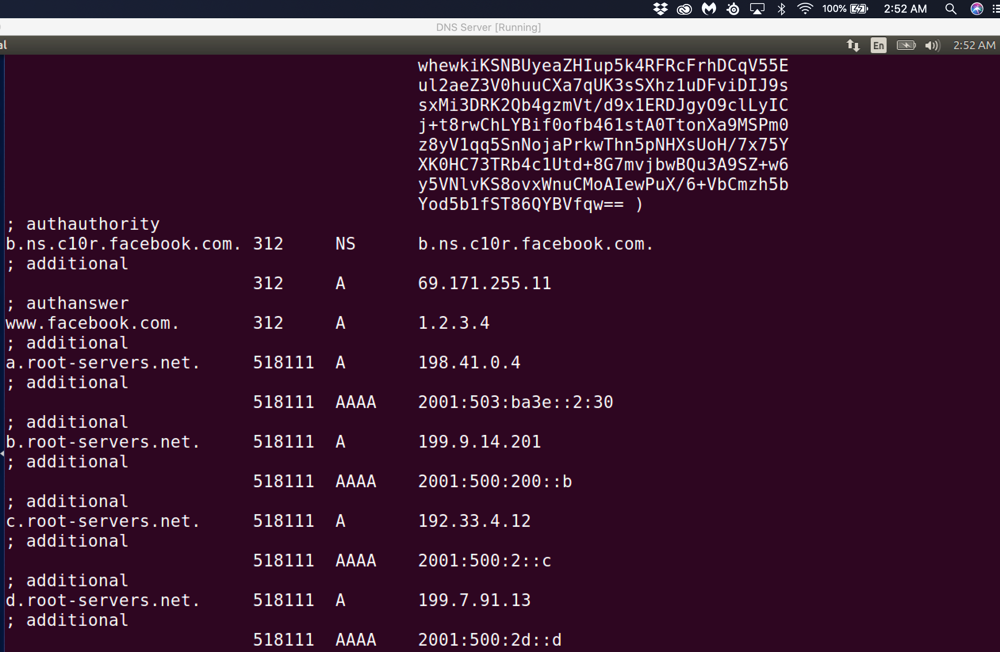 100% 2:52 AM
DNS Server [Running]
al En 2:52 AM
whewkiKSNBUyeaZHIup5k4RFRcFrhDCqV55E
ul2aeZ3V0huuCXa7qUK3sSXhz1uDFviDIJ9s
sxMi3DRK2Qb4gzmVt/d9x1ERDJgyO9clLyIC
j+t8rwChLYBif0ofb461stA0TtonXa9MSPm0
z8yV1qq5SnNojaPrkwThn5pNHXsUoH/7x75Y
XK0HC73TRb4c1Utd+8G7mvjbwBQu3A9SZ+w6
y5VNlvKS8ovxWnuCMoAIewPuX/6+VbCmzh5b
Yod5b1fST86QYBVfqw== )
; authauthority
b.ns.c10r.facebook.com. 312 NS b.ns.c10r.facebook.com.
; additional
312 A 69.171.255.11
; authanswer
www.facebook.com. 312 A 1.2.3.4
; additional
a.root-servers.net. 518111 A 198.41.0.4
; additional
518111 AAAA 2001:503:ba3e::2:30
; additional
b.root-servers.net. 518111 A 199.9.14.201
; additional
518111 AAAA 2001:500:200::b
; additional
c.root-servers.net. 518111 A 192.33.4.12
; additional
518111 AAAA 2001:500:2::c
; additional
d.root-servers.net. 518111 A 199.7.91.13
; additional
518111 AAAA 2001:500:2d::d